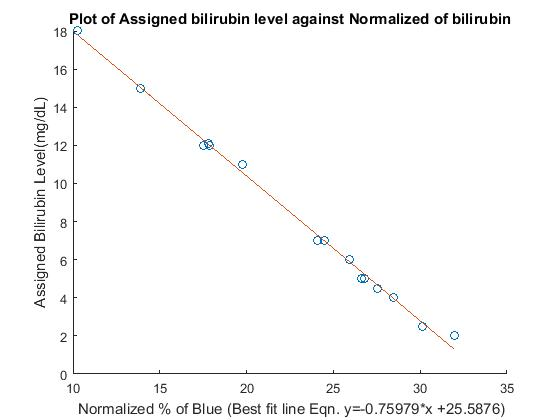 Plot of Assigned bilirubin level against Normalized of bilirubin
18
16
14
12
10
8
6
4
2
0
Assigned Bilirubin Level(mg/dL)
10 15 20 25 30 35
Normalized % of Blue (Best fit line Eqn. y=-0.75979*x +25.5876)